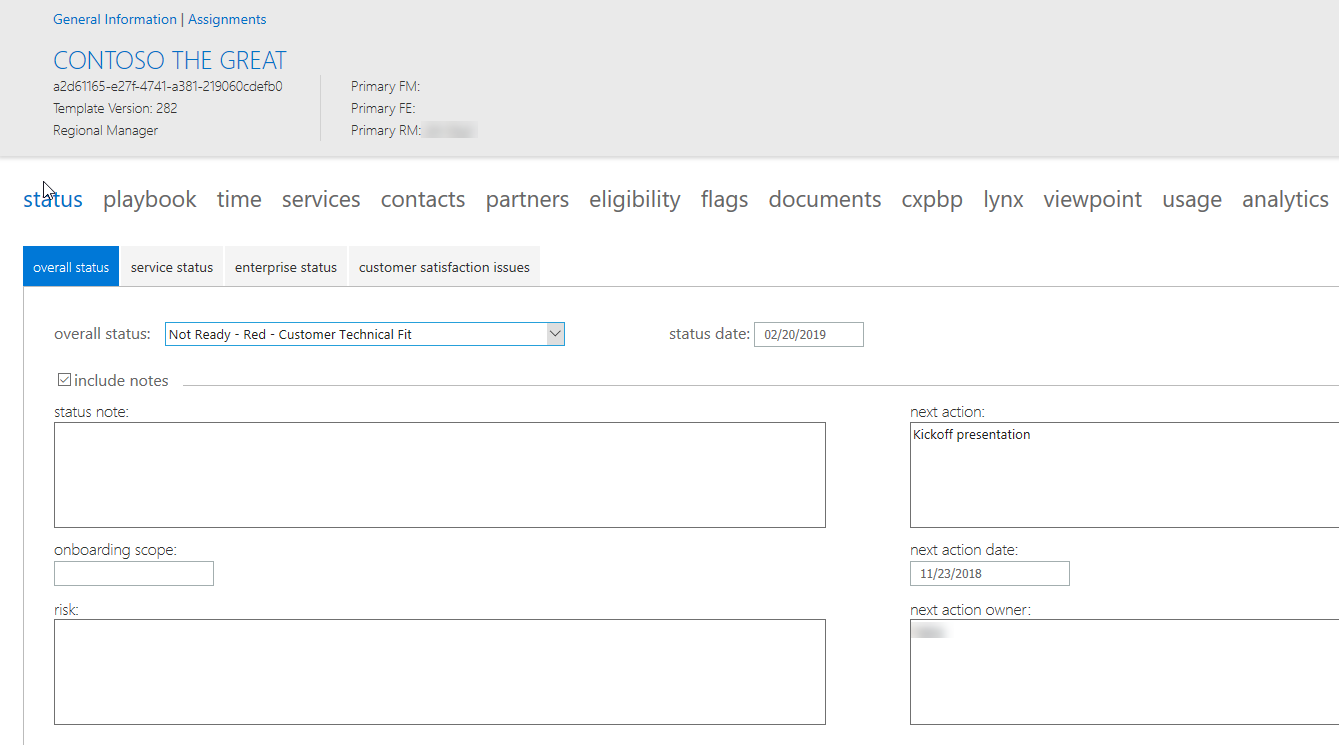 General Information | Assignments
CONTOSO THE GREAT
a2d61165-e27f-4741-a381-219060cdefb0
Template Version: 282
Regional Manager
Primary FM:
Primary FE:
Primary RM:
status playbook time services contacts partners eligibility flags documents cxpbp lynx viewpoint usage analytics
overall status service status enterprise status customer satisfaction issues
overall status: Not Ready - Red - Customer Technical Fit status date: 02/20/2019
include notes
status note: next action:
Kickoff presentation
onboarding scope: next action date:
11/23/2018
risk: next action owner: